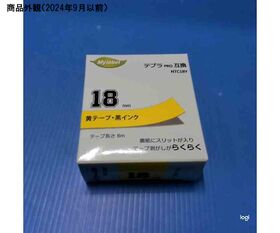 商品外観(2024年9月以前)
Mylabel
テプラ PRO 互換
MTC18Y
18 mm
黄テープ・黒インク
テープ長さ 8m
裏紙にスリットが入り
テープ剥がしがらくらく
18
logi